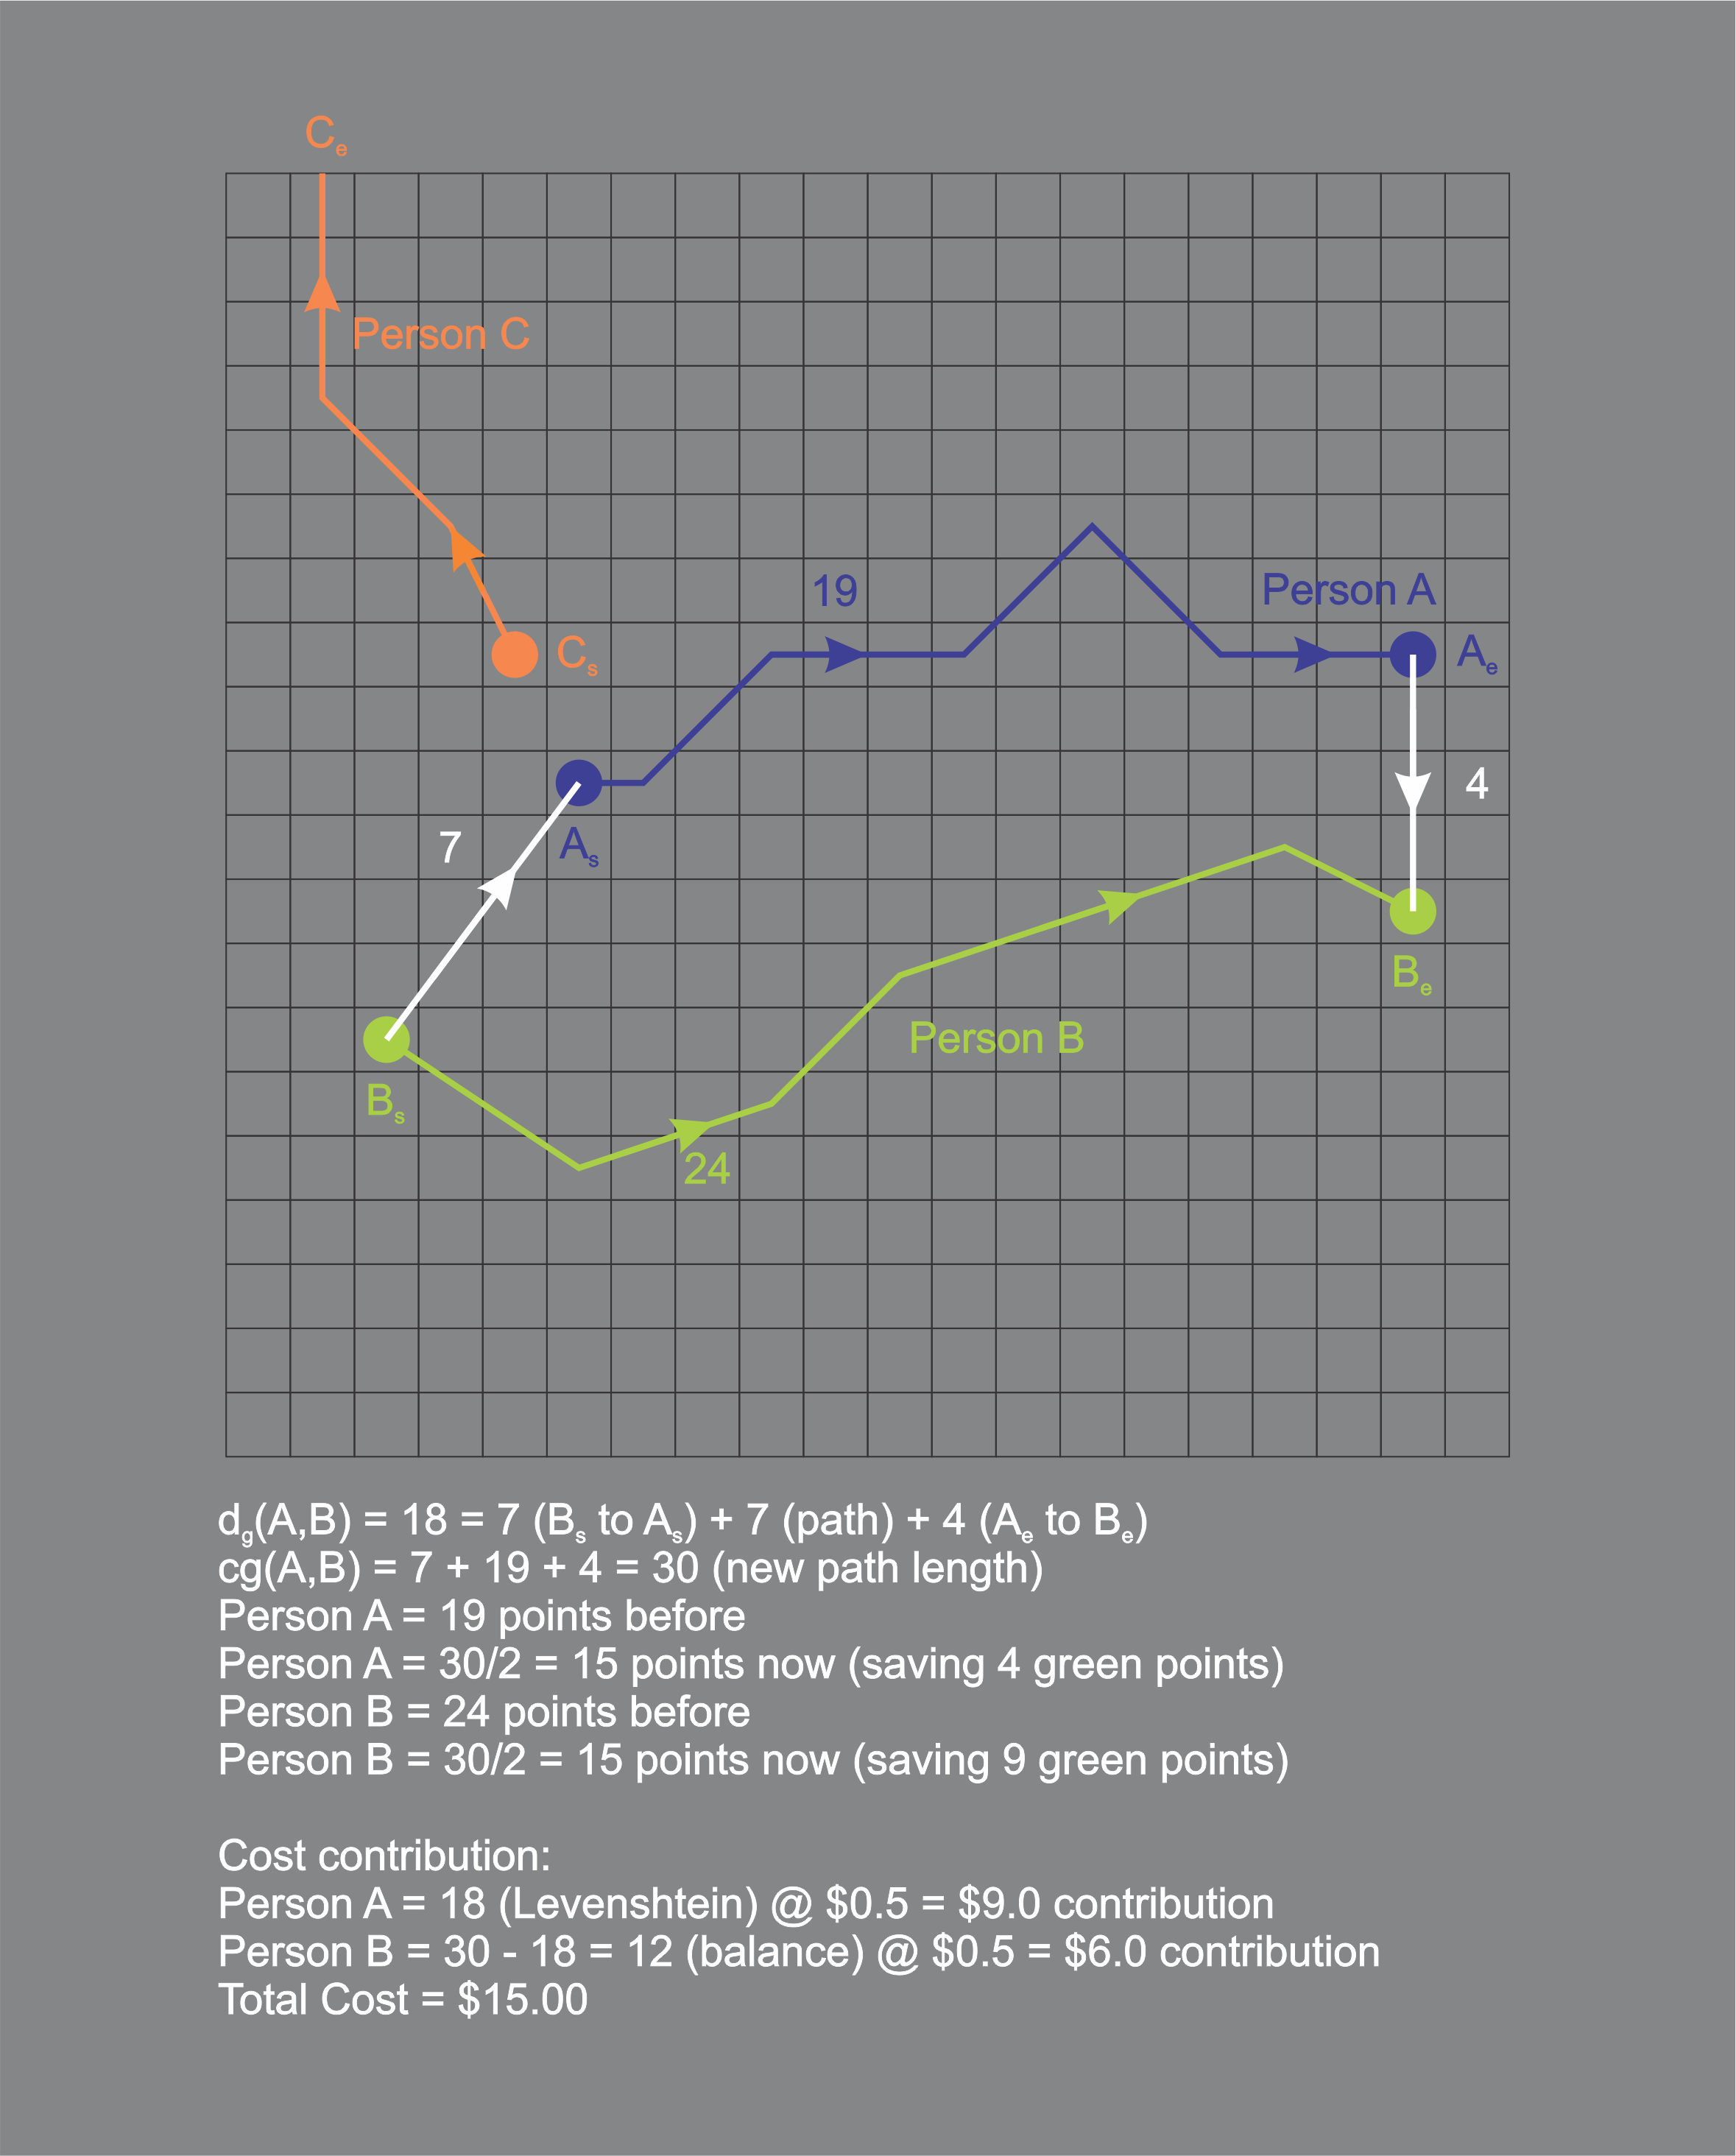 Cₑ
Person C
Cₛ
19
Person A
Aₑ
4
7
Aₛ
Bₑ
Person B
Bₛ
24
d_g(A,B) = 18 = 7 (Bₛ to Aₛ) + 7 (path) + 4 (Aₑ to Bₑ)
cg(A,B) = 7 + 19 + 4 = 30 (new path length)
Person A = 19 points before
Person A = 30/2 = 15 points now (saving 4 green points)
Person B = 24 points before
Person B = 30/2 = 15 points now (saving 9 green points)
Cost contribution:
Person A = 18 (Levenshtein) @ $0.5 = $9.0 contribution
Person B = 30 - 18 = 12 (balance) @ $0.5 = $6.0 contribution
Total Cost = $15.00